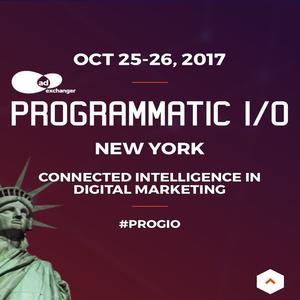 OCT 25-26, 2017
ad
exchanger
PROGRAMMATIC I/O
NEW YORK
CONNECTED INTELLIGENCE IN
DIGITAL MARKETING
#PROGIO